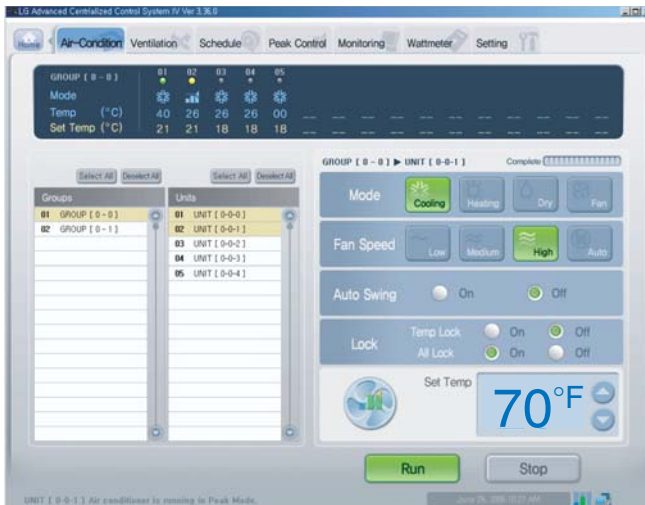 LG Advanced Centralized Control System IV Ver 3.36.0
Home Air-Condition Ventilation Schedule Peak Control Monitoring Wattmeter Setting
GROUP [ 0 - 0 ] 01 02 03 04 05
Mode
Temp (°C) 40 26 26 26 00 -- -- -- -- -- -- -- -- -- -- --
Set Temp (°C) 21 21 18 18 18 -- -- -- -- -- -- -- -- -- -- --
GROUP [ 0 - 0 ] ▶ UNIT [ 0-0-1 ] Complete
Select All Deselect All Select All Deselect All
Groups Units
01 GROUP [ 0 - 0 ] 01 UNIT [ 0-0-0 ]
02 GROUP [ 0 - 1 ] 02 UNIT [ 0-0-1 ]
03 UNIT [ 0-0-2 ]
04 UNIT [ 0-0-3 ]
05 UNIT [ 0-0-4 ]
Mode Cooling Heating Dry Fan
Fan Speed Low Medium High Auto
Auto Swing On Off
Lock
Temp Lock On Off
All Lock On Off
Set Temp 70°F
Run Stop
UNIT [ 0-0-1 ] Air conditioner is running in Peak Mode.